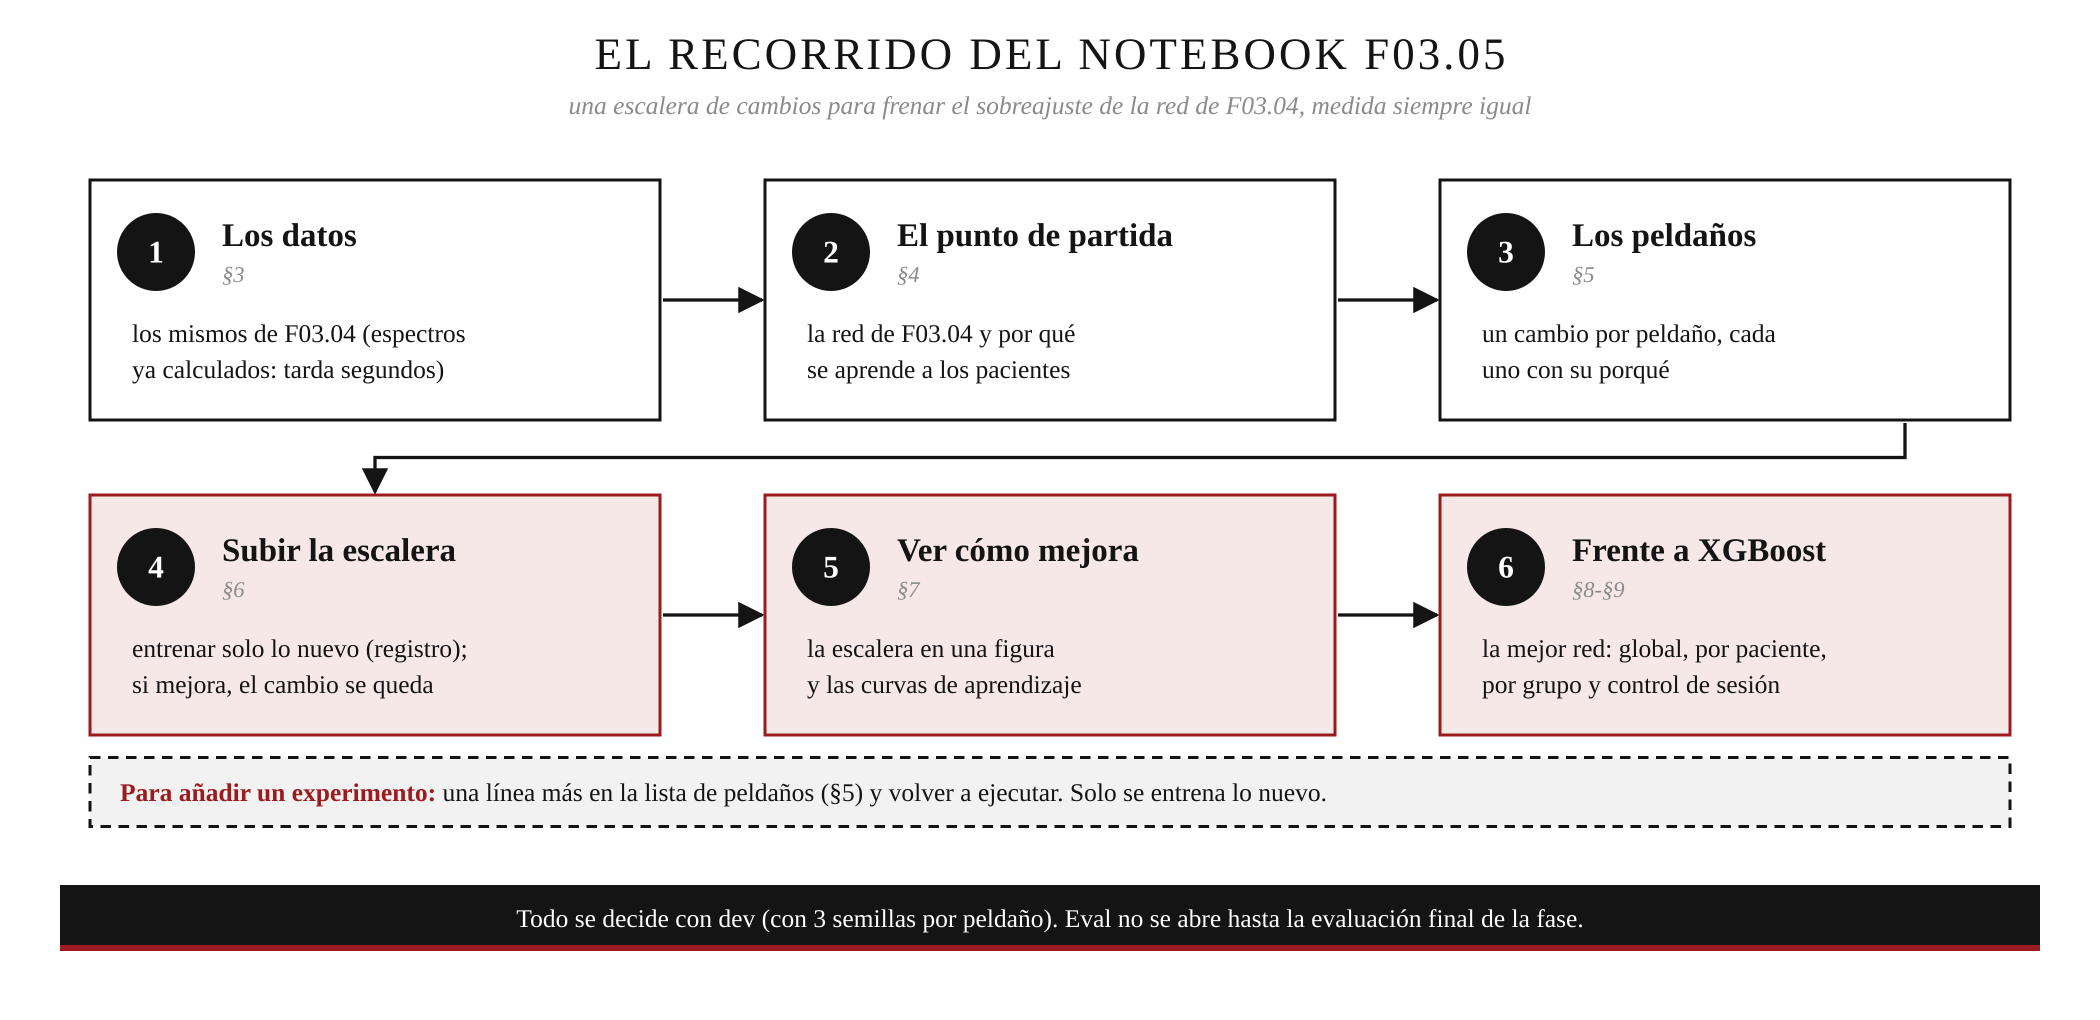 EL RECORRIDO DEL NOTEBOOK F03.05
una escalera de cambios para frenar el sobreajuste de la red de F03.04, medida siempre igual
1
Los datos
§3
los mismos de F03.04 (espectros
ya calculados: tarda segundos)
2
El punto de partida
§4
la red de F03.04 y por qué
se aprende a los pacientes
3
Los peldaños
§5
un cambio por peldaño, cada
uno con su porqué
4
Subir la escalera
§6
entrenar solo lo nuevo (registro);
si mejora, el cambio se queda
5
Ver cómo mejora
§7
la escalera en una figura
y las curvas de aprendizaje
6
Frente a XGBoost
§8-§9
la mejor red: global, por paciente,
por grupo y control de sesión
Para añadir un experimento: una línea más en la lista de peldaños (§5) y volver a ejecutar. Solo se entrena lo nuevo.
Todo se decide con dev (con 3 semillas por peldaño). Eval no se abre hasta la evaluación final de la fase.